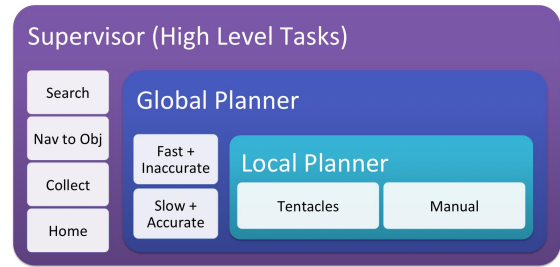 Supervisor (High Level Tasks)
Search
Nav to Obj
Collect
Home
Global Planner
Fast +
Inaccurate
Slow +
Accurate
Local Planner
Tentacles
Manual